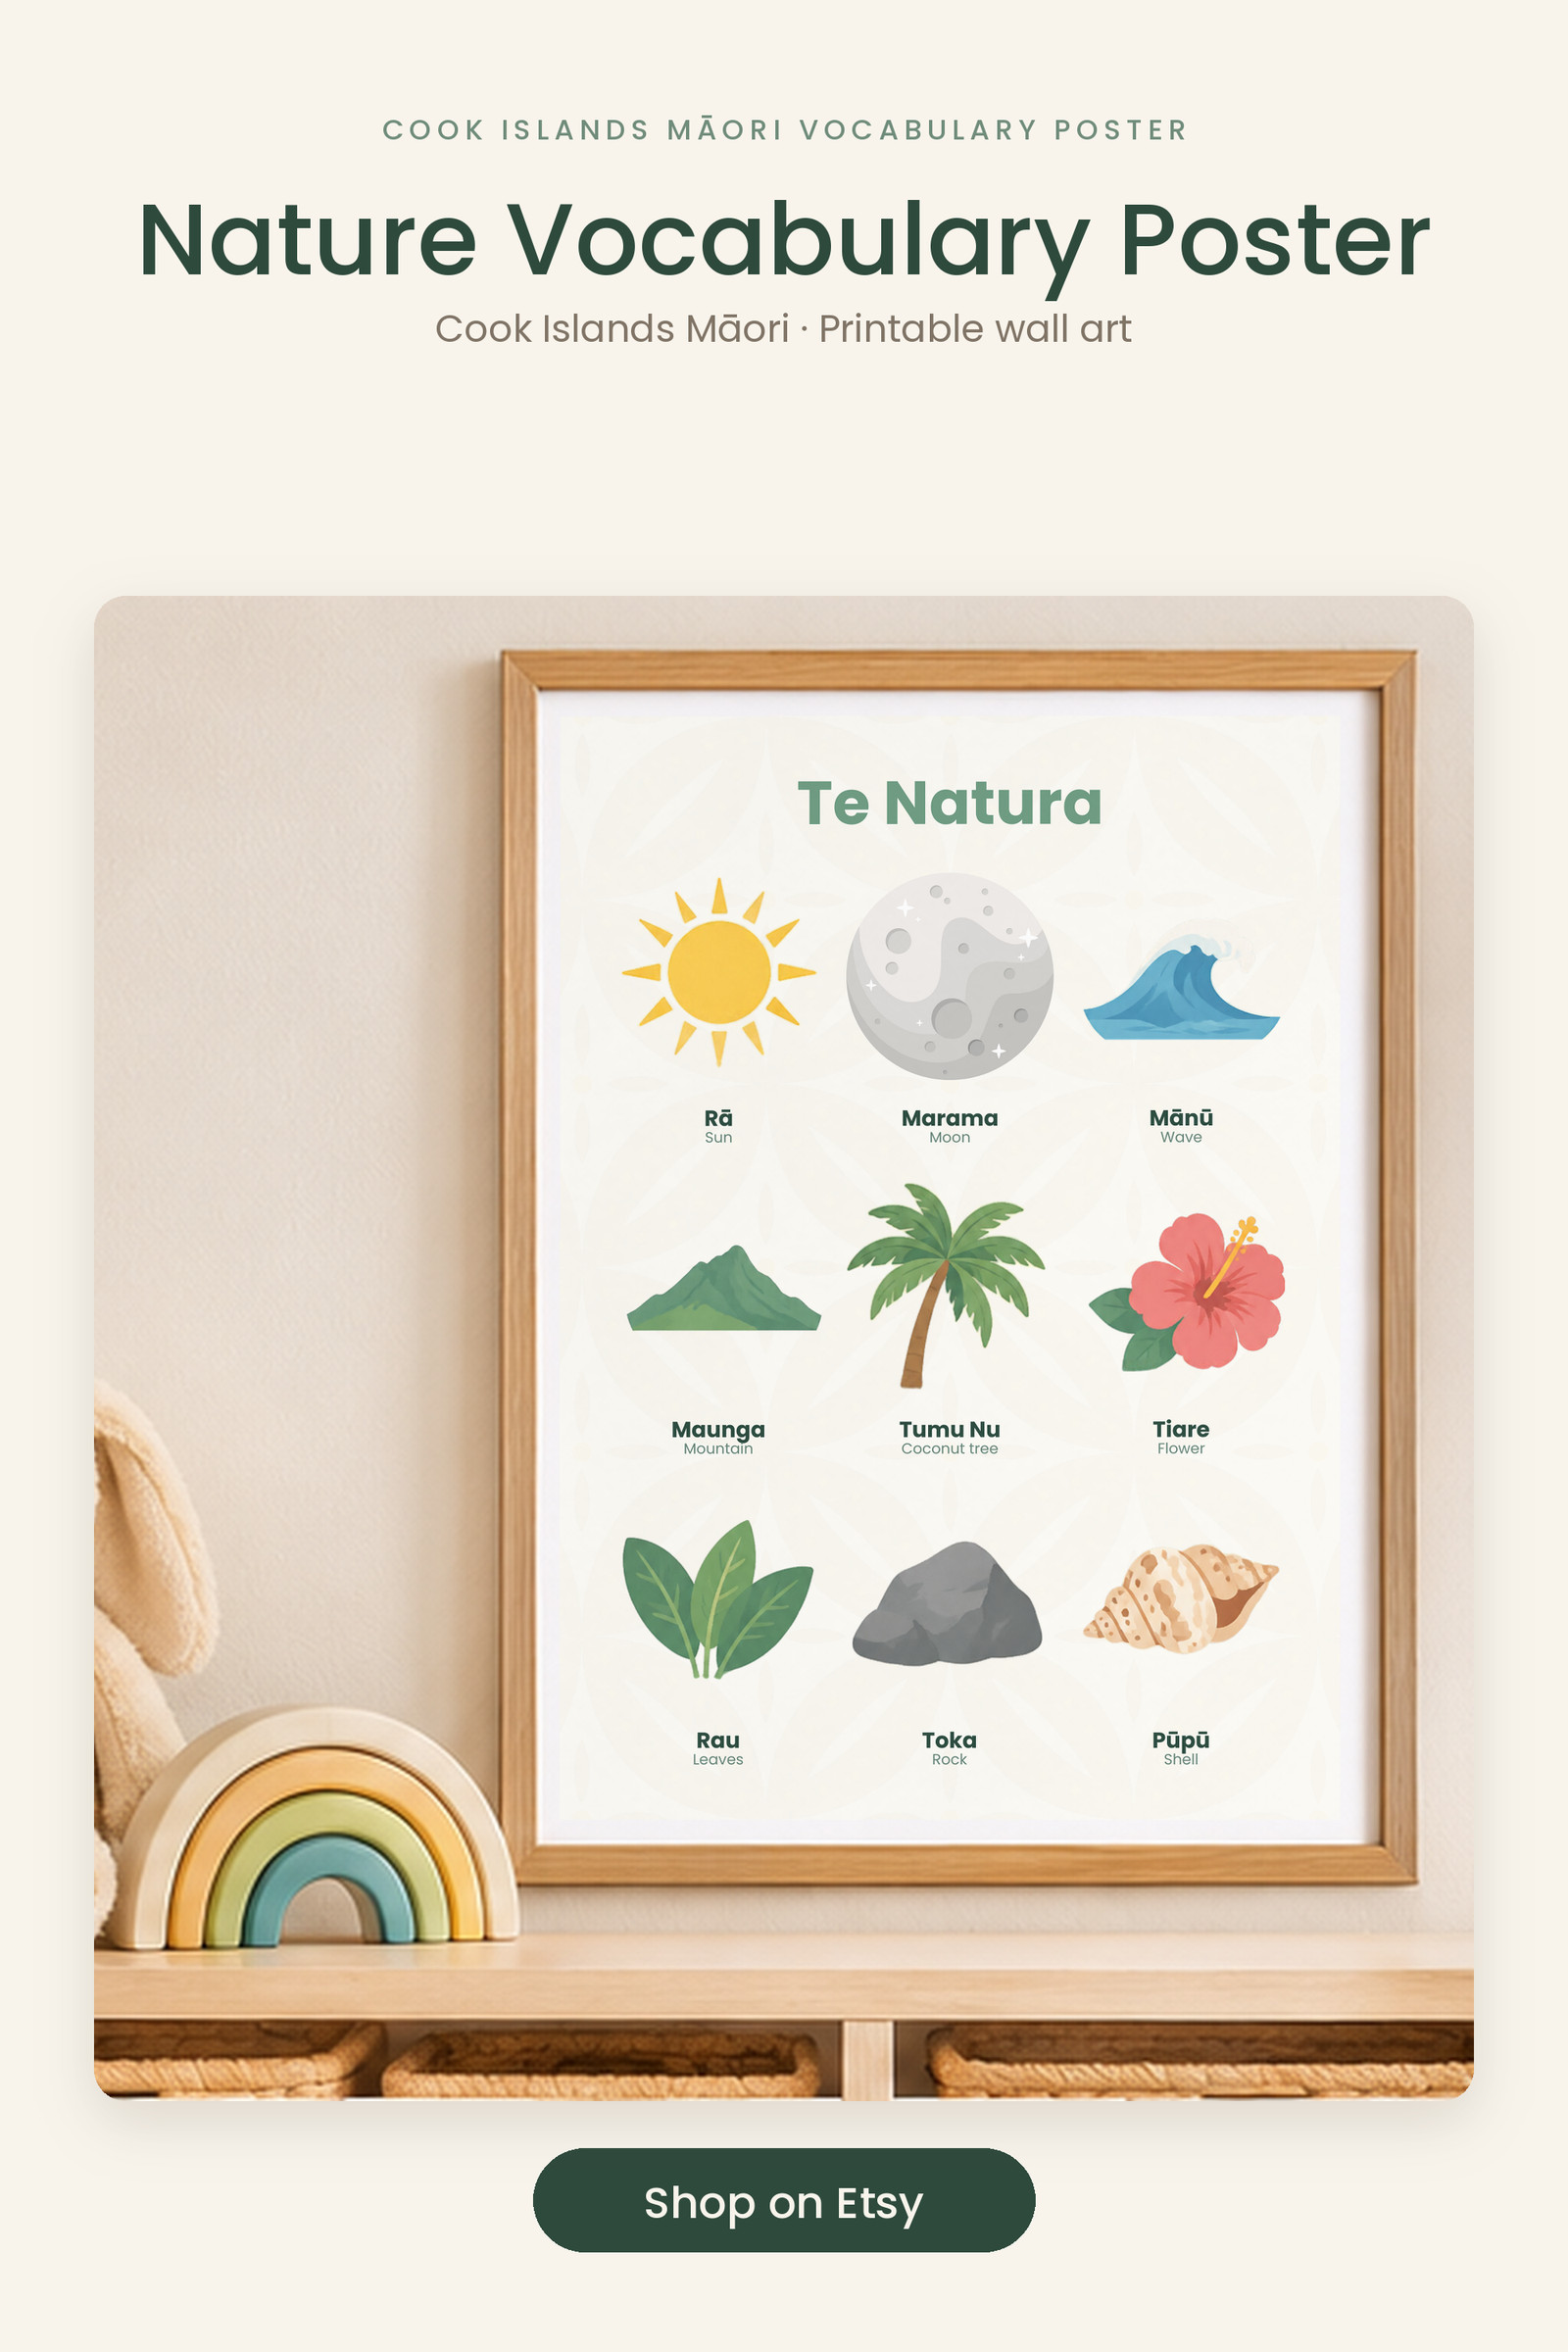 COOK ISLANDS MĀORI VOCABULARY POSTER
Nature Vocabulary Poster
Cook Islands Māori · Printable wall art
Te Natura
Rā
Sun
Marama
Moon
Mānū
Wave
Maunga
Mountain
Tumu Nu
Coconut tree
Tiare
Flower
Rau
Leaves
Toka
Rock
Pūpū
Shell
Shop on Etsy